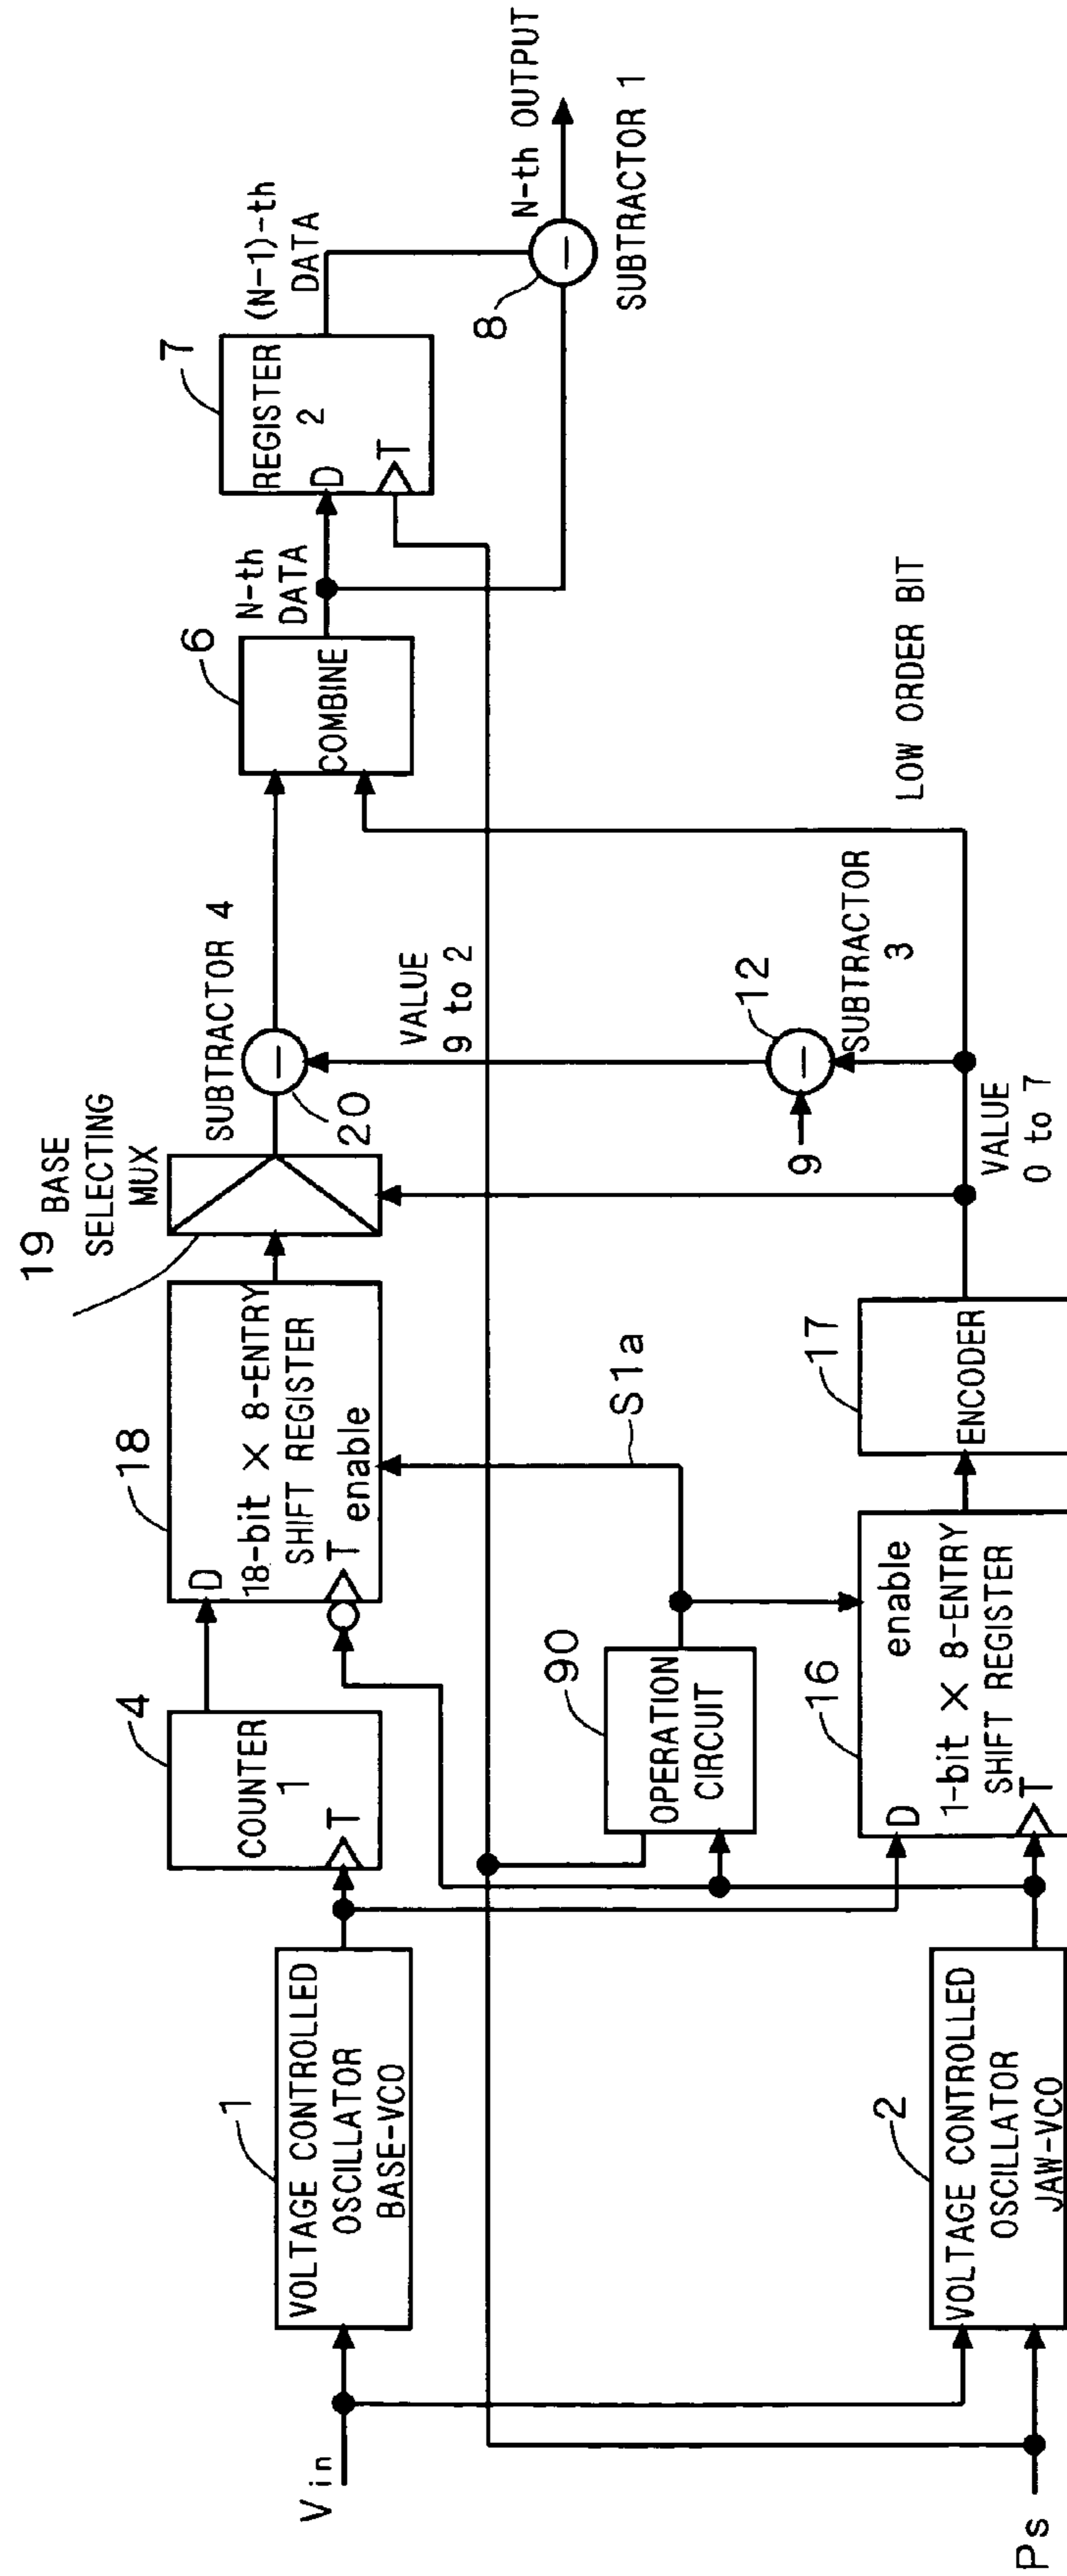 19 BASE
SELECTING
MUX
SUBTRACTOR 4
20
VALUE
9 to 2
18
D
18-bit × 8-ENTRY
SHIFT REGISTER
T
enable
4
COUNTER
1
T
1
VOLTAGE CONTROLLED
OSCILLATOR
BASE-VCO
Vin
6
COMBINE
N-th
DATA
7
REGISTER
2
D
T
(N-1)-th
DATA
8
N-th OUTPUT
SUBTRACTOR 1
90
OPERATION
CIRCUIT
S1a
2
VOLTAGE CONTROLLED
OSCILLATOR
JAW-VCO
Ps
16
D
enable
1-bit × 8-ENTRY
SHIFT REGISTER
T
17
ENCODER
VALUE
0 to 7
9
12
SUBTRACTOR
3
LOW ORDER BIT